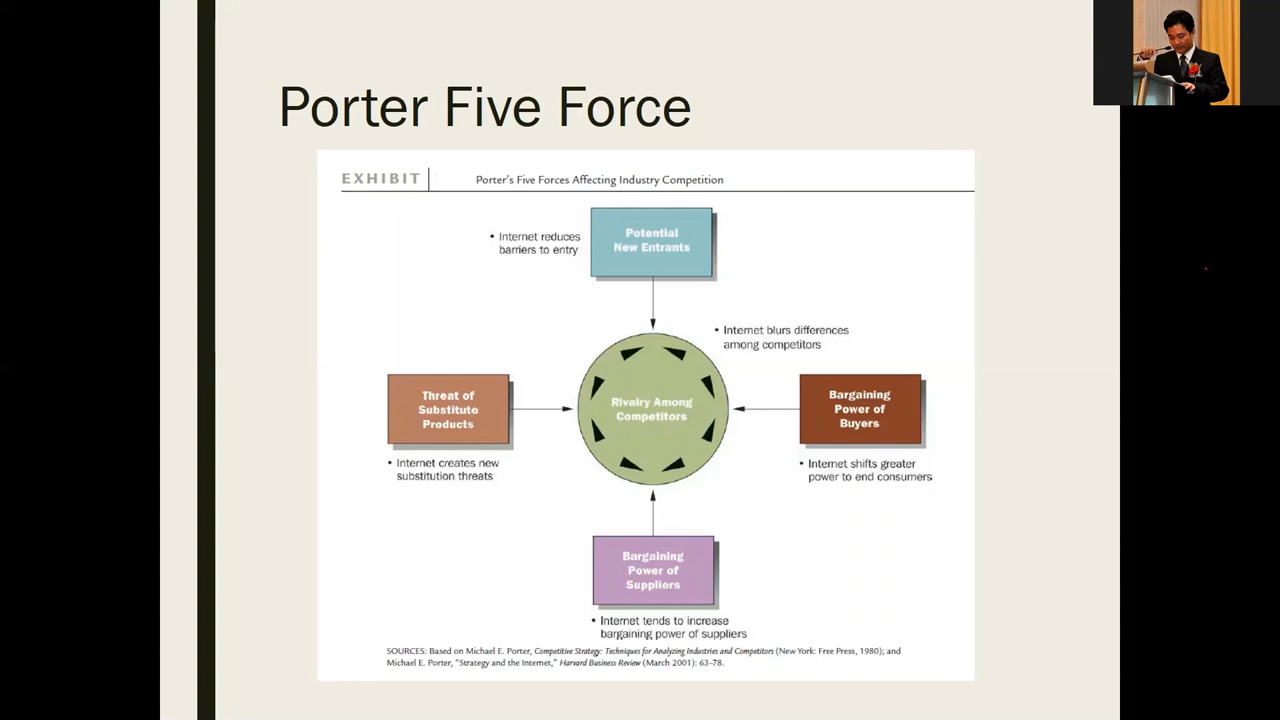 Porter Five Force
EXHIBIT
Porter's Five Forces Affecting Industry Competition
• Internet reduces
barriers to entry
Potential
New Entrants
• Internet blurs differences
among competitors
Threat of
Substitute
Products
Rivalry Among
Competitors
Bargaining
Power of
Buyers
• Internet creates new
substitution threats
• Internet shifts greater
power to end consumers
Bargaining
Power of
Suppliers
• Internet tends to increase
bargaining power of suppliers
SOURCES: Based on Michael E. Porter, Competitive Strategy: Techniques for Analyzing Industries and Competitors (New York: Free Press, 1980); and
Michael E. Porter, "Strategy and the Internet," Harvard Business Review (March 2001): 63–78.